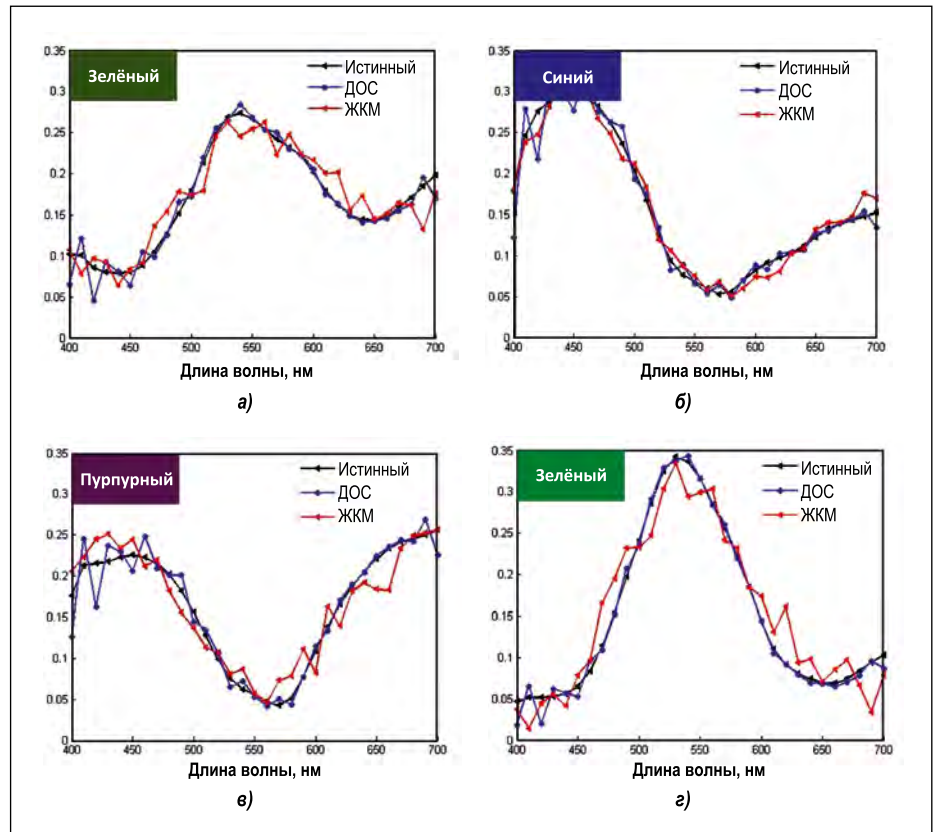 Зелёный
Истинный
ДОС
ЖКМ
0.35
0.3
0.25
0.2
0.15
0.1
0.05
0
400 450 500 550 600 650 700
Длина волны, нм
а)
Синий
Истинный
ДОС
ЖКМ
0.35
0.3
0.25
0.2
0.15
0.1
0.05
0
400 450 500 550 600 650 700
Длина волны, нм
б)
Пурпурный
Истинный
ДОС
ЖКМ
0.35
0.3
0.25
0.2
0.15
0.1
0.05
0
400 450 500 550 600 650 700
Длина волны, нм
в)
Зелёный
Истинный
ДОС
ЖКМ
0.35
0.3
0.25
0.2
0.15
0.1
0.05
0
400 450 500 550 600 650 700
Длина волны, нм
г)